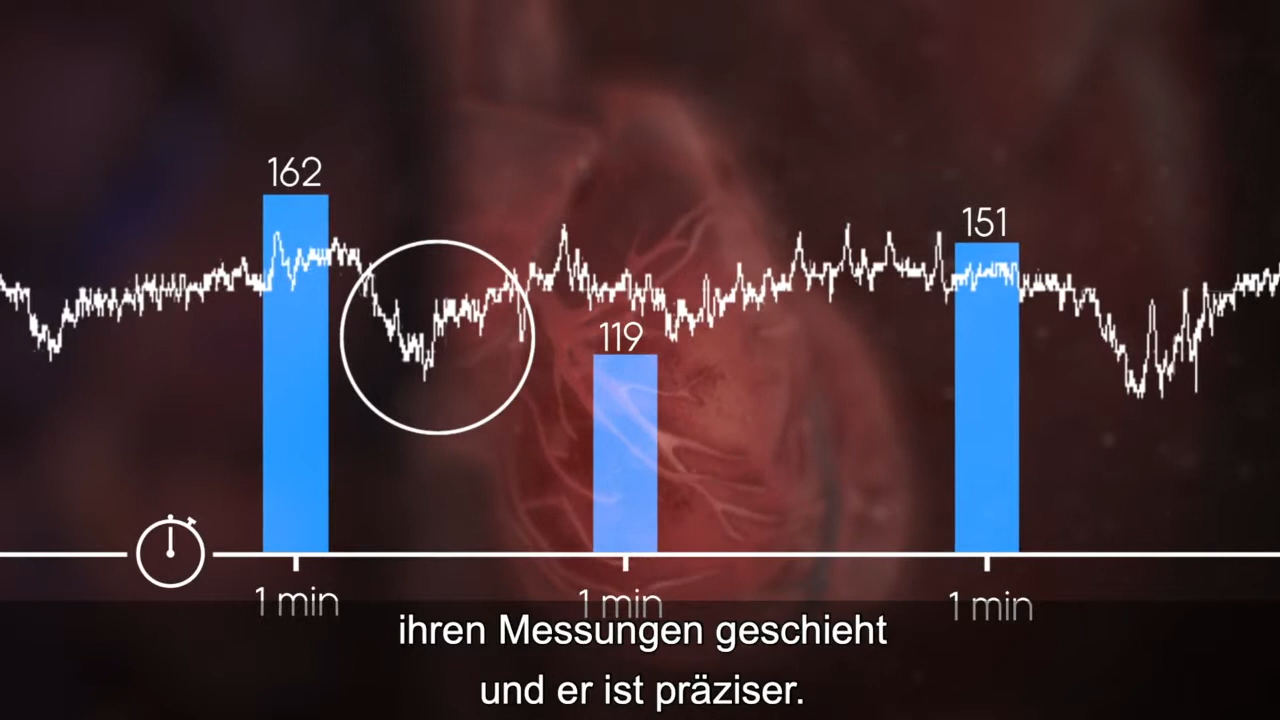 162
151
119
1 min
1 min
1 min
ihren Messungen geschieht
und er ist präziser.